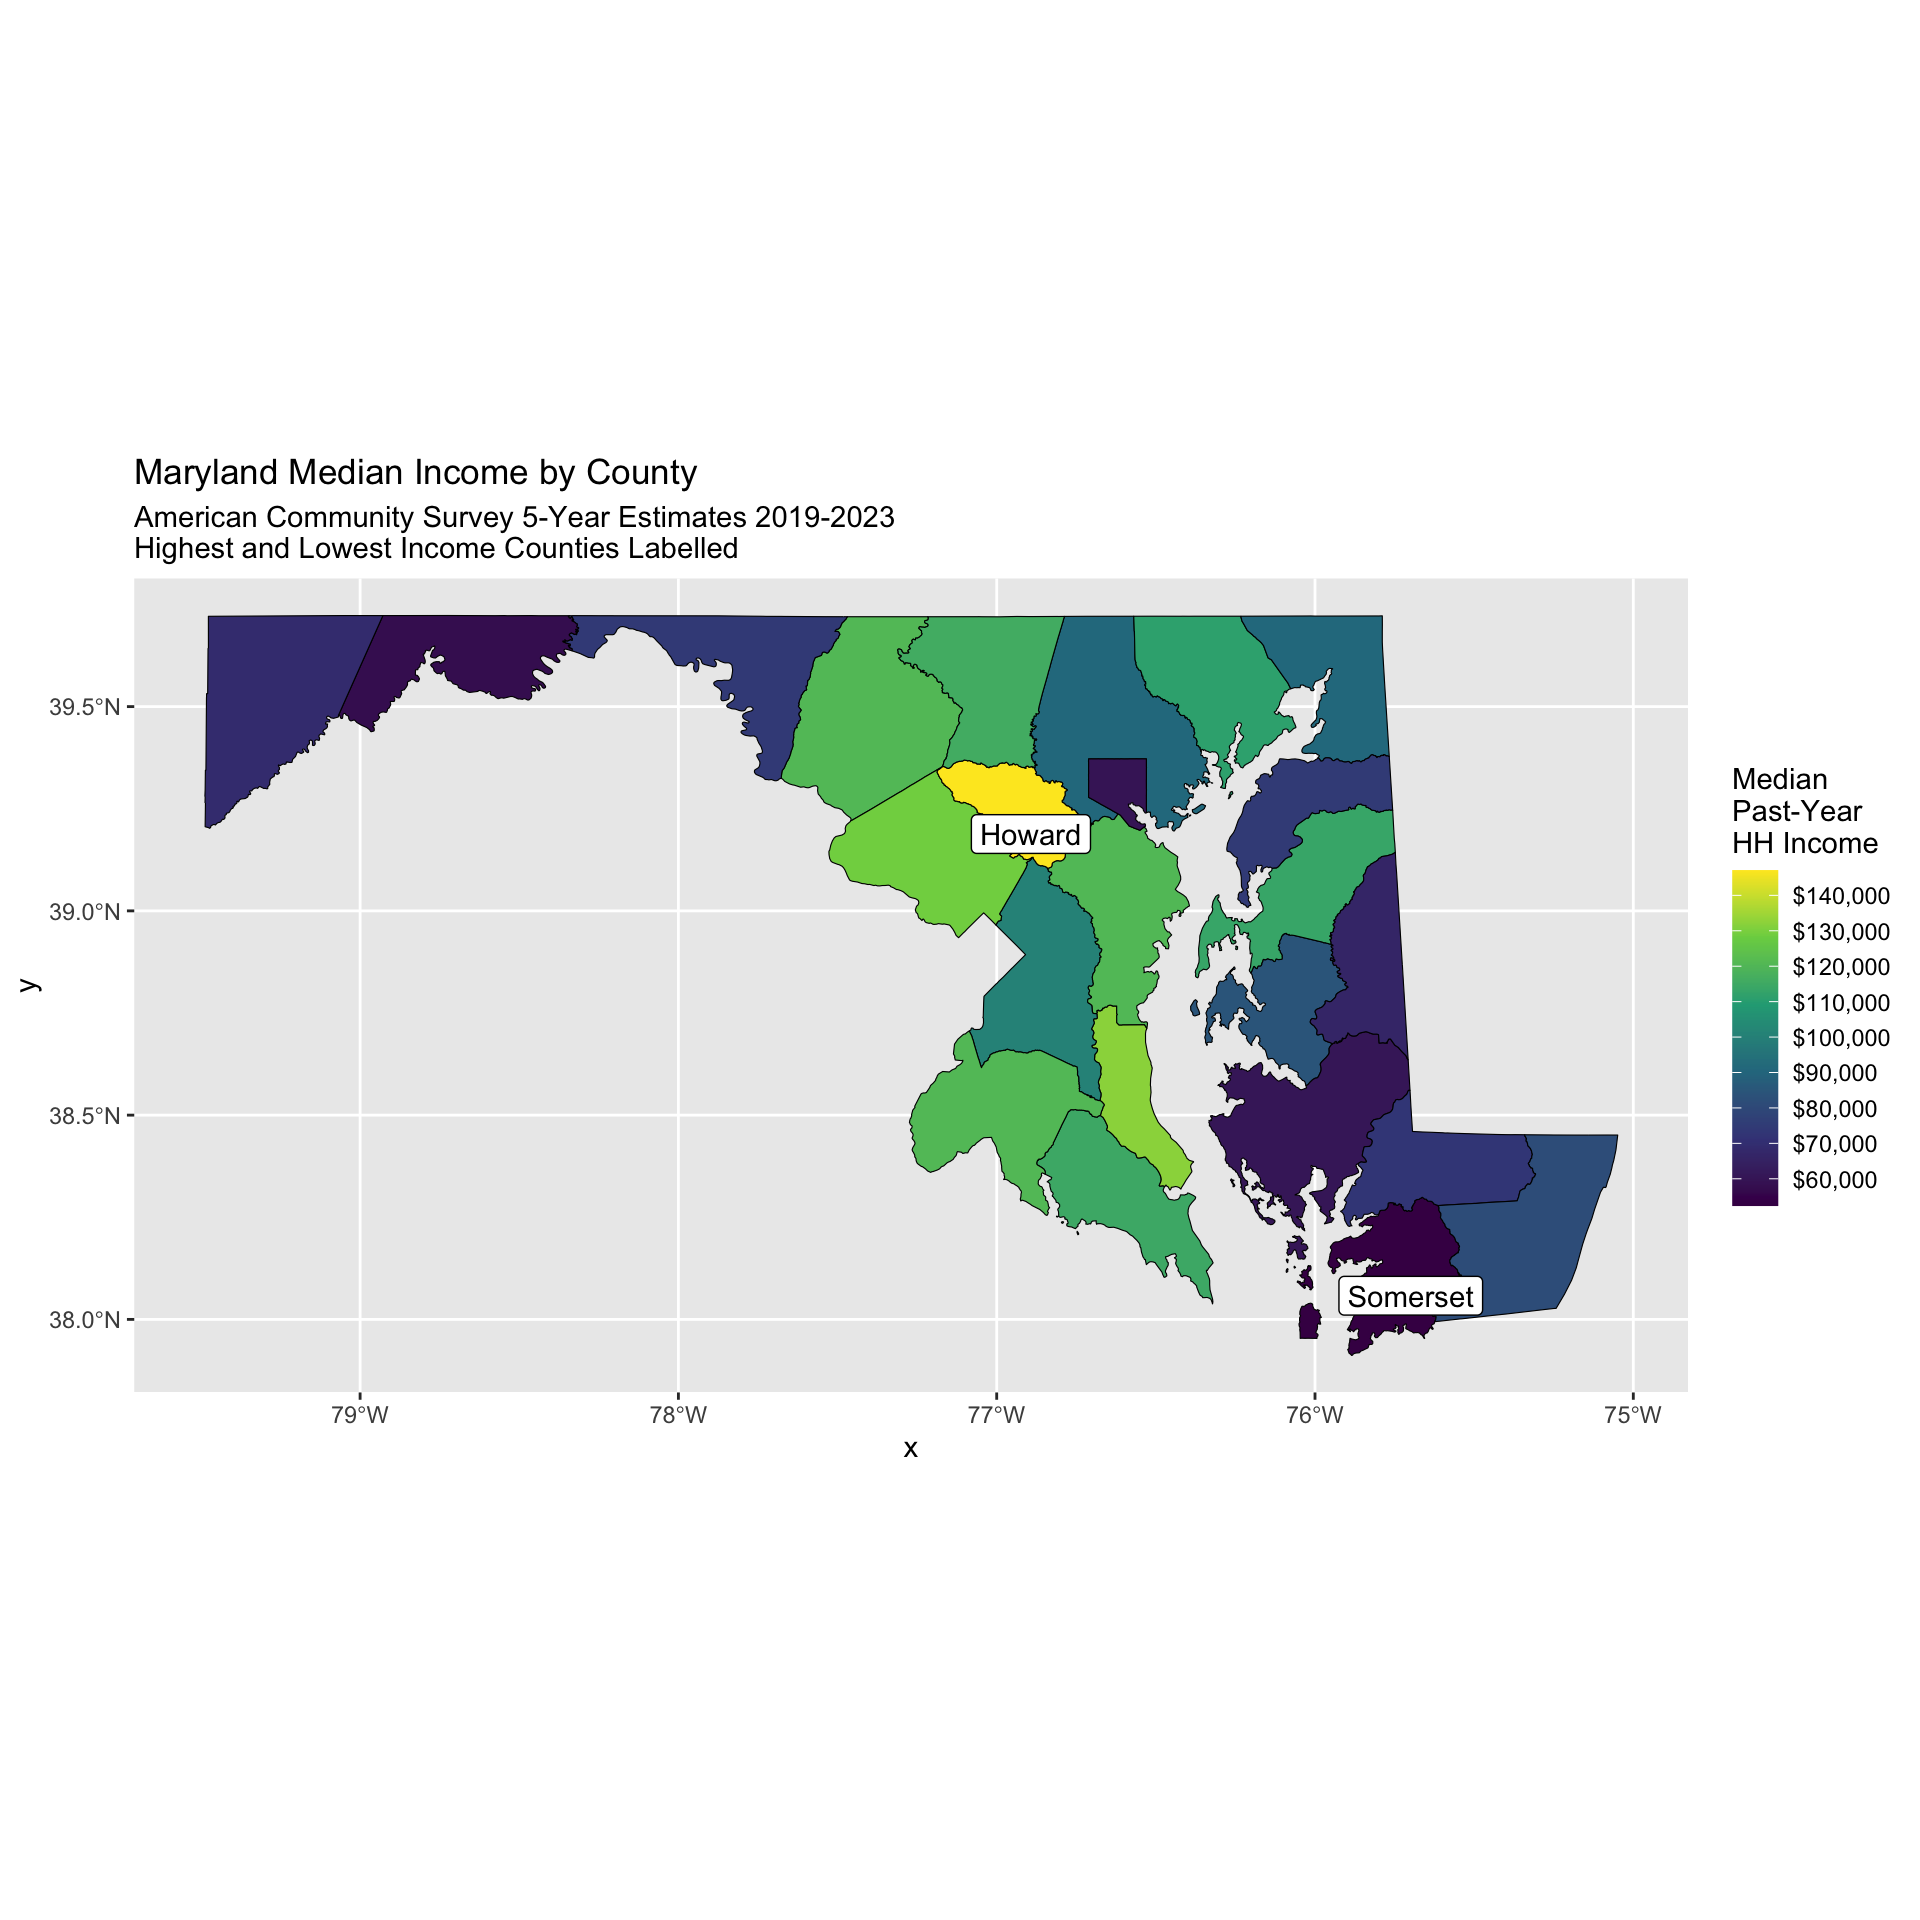 Maryland Median Income by County
American Community Survey 5-Year Estimates 2019-2023
Highest and Lowest Income Counties Labelled
39.5°N
39.0°N
38.5°N
38.0°N
y
Howard
Somerset
79°W
78°W
77°W
76°W
75°W
x
Median
Past-Year
HH Income
$140,000
$130,000
$120,000
$110,000
$100,000
$90,000
$80,000
$70,000
$60,000